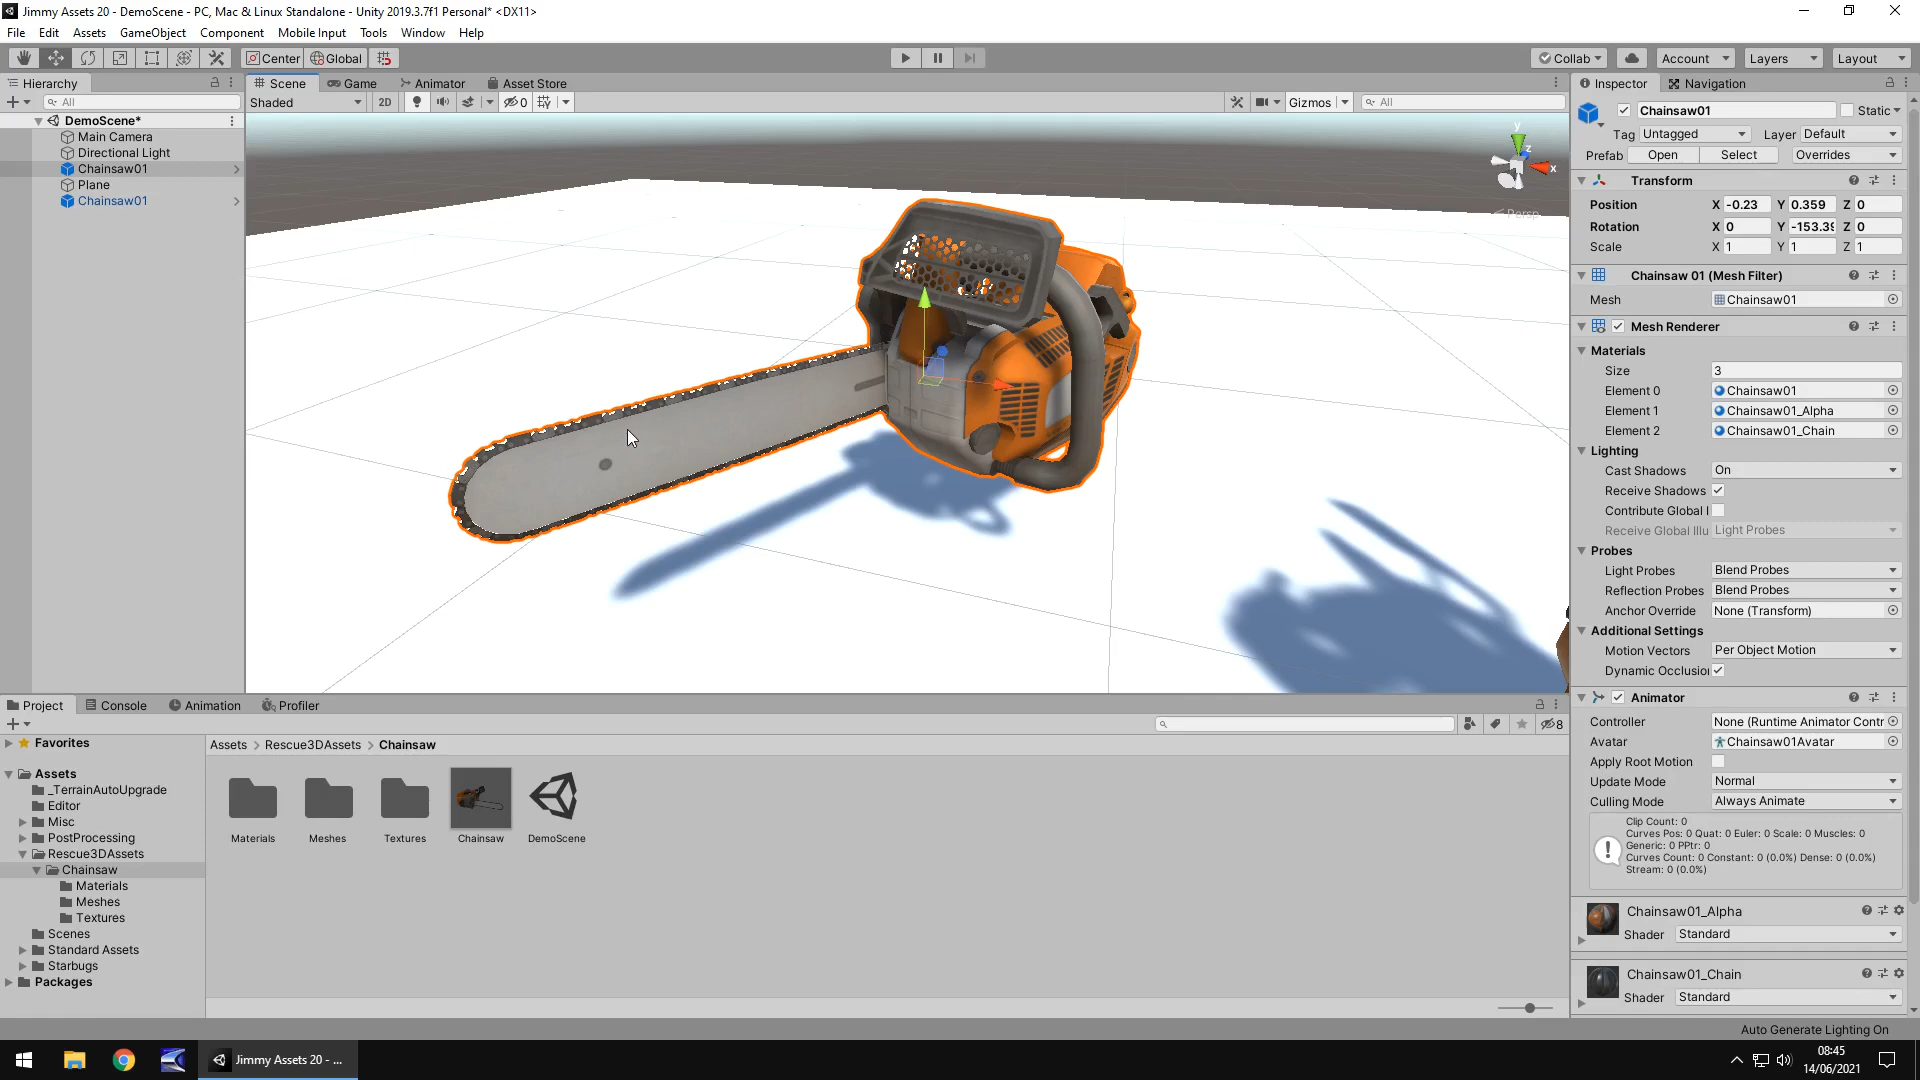 Jimmy Assets 20 - DemoScene - PC, Mac & Linux Standalone - Unity 2019.3.7f1 Personal* <DX11>
File Edit Assets GameObject Component Mobile Input Tools Window Help
Center Global Collab Account Layers Layout
Hierarchy
All
DemoScene*
Main Camera
Directional Light
Chainsaw01
Plane
Chainsaw01
Scene Game Animator Asset Store
Shaded 2D 0 Gizmos All
y
z
x
Persp
Inspector Navigation
Chainsaw01 Static
Tag Untagged Layer Default
Prefab Open Select Overrides
Transform
Position X -0.23 Y 0.359 Z 0
Rotation X 0 Y -153.39 Z 0
Scale X 1 Y 1 Z 1
Chainsaw 01 (Mesh Filter)
Mesh Chainsaw01
Mesh Renderer
Materials
Size 3
Element 0 Chainsaw01
Element 1 Chainsaw01_Alpha
Element 2 Chainsaw01_Chain
Lighting
Cast Shadows On
Receive Shadows
Contribute Global I
Receive Global Illu Light Probes
Probes
Light Probes Blend Probes
Reflection Probes Blend Probes
Anchor Override None (Transform)
Additional Settings
Motion Vectors Per Object Motion
Dynamic Occlusio
Animator
Controller None (Runtime Animator Contr
Avatar Chainsaw01Avatar
Apply Root Motion
Update Mode Normal
Culling Mode Always Animate
Clip Count: 0
Curves Pos: 0 Quat: 0 Euler: 0 Scale: 0 Muscles: 0
Generic: 0 PPtr: 0
Curves Count: 0 Constant: 0 (0.0%) Dense: 0 (0.0%)
Stream: 0 (0.0%)
Chainsaw01_Alpha
Shader Standard
Chainsaw01_Chain
Shader Standard
Project Console Animation Profiler
8
Favorites
Assets
_TerrainAutoUpgrade
Editor
Misc
PostProcessing
Rescue3DAssets
Chainsaw
Materials
Meshes
Textures
Scenes
Standard Assets
Starbugs
Packages
Assets > Rescue3DAssets > Chainsaw
Materials Meshes Textures Chainsaw DemoScene
Auto Generate Lighting On
Jimmy Assets 20 - ...
08:45
14/06/2021